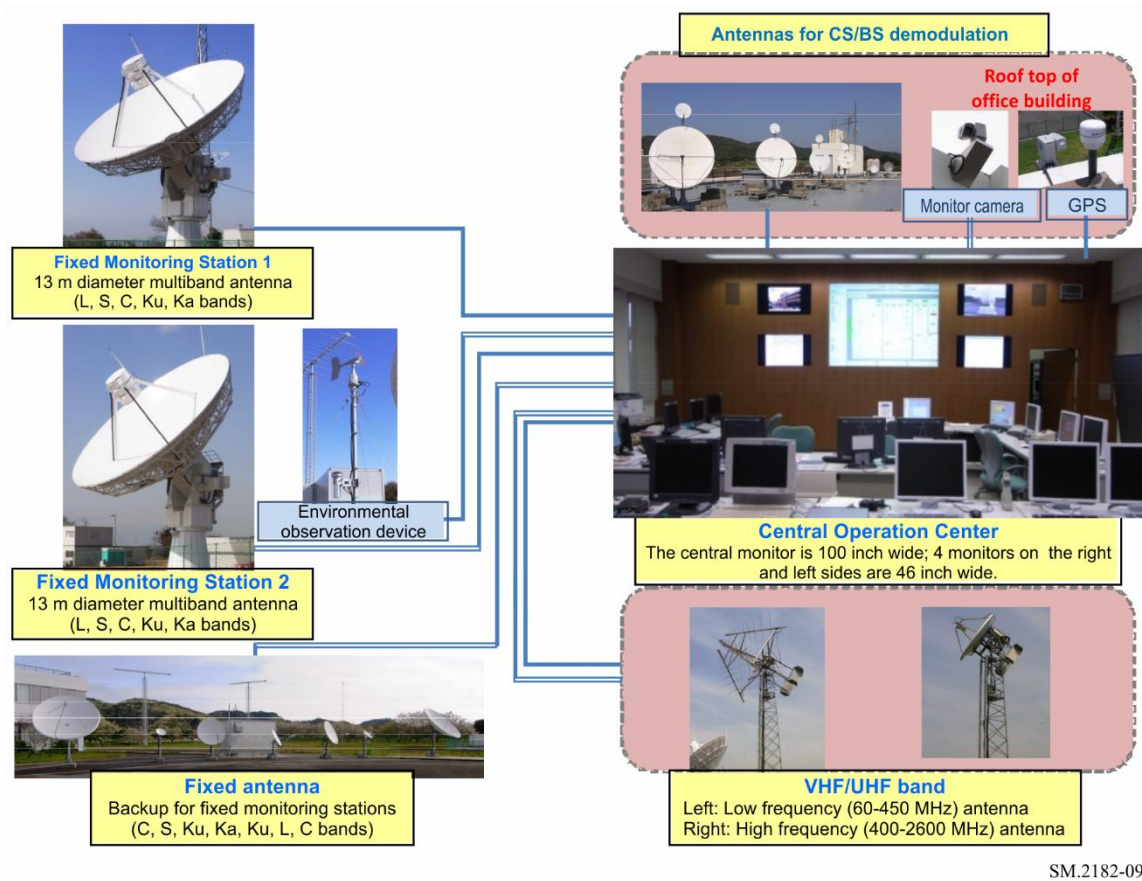 Antennas for CS/BS demodulation
Roof top of
office building
Monitor camera
GPS
Fixed Monitoring Station 1
13 m diameter multiband antenna
(L, S, C, Ku, Ka bands)
Environmental
observation device
Fixed Monitoring Station 2
13 m diameter multiband antenna
(L, S, C, Ku, Ka bands)
Central Operation Center
The central monitor is 100 inch wide; 4 monitors on the right
and left sides are 46 inch wide.
Fixed antenna
Backup for fixed monitoring stations
(C, S, Ku, Ka, Ku, L, C bands)
VHF/UHF band
Left: Low frequency (60-450 MHz) antenna
Right: High frequency (400-2600 MHz) antenna
SM.2182-09